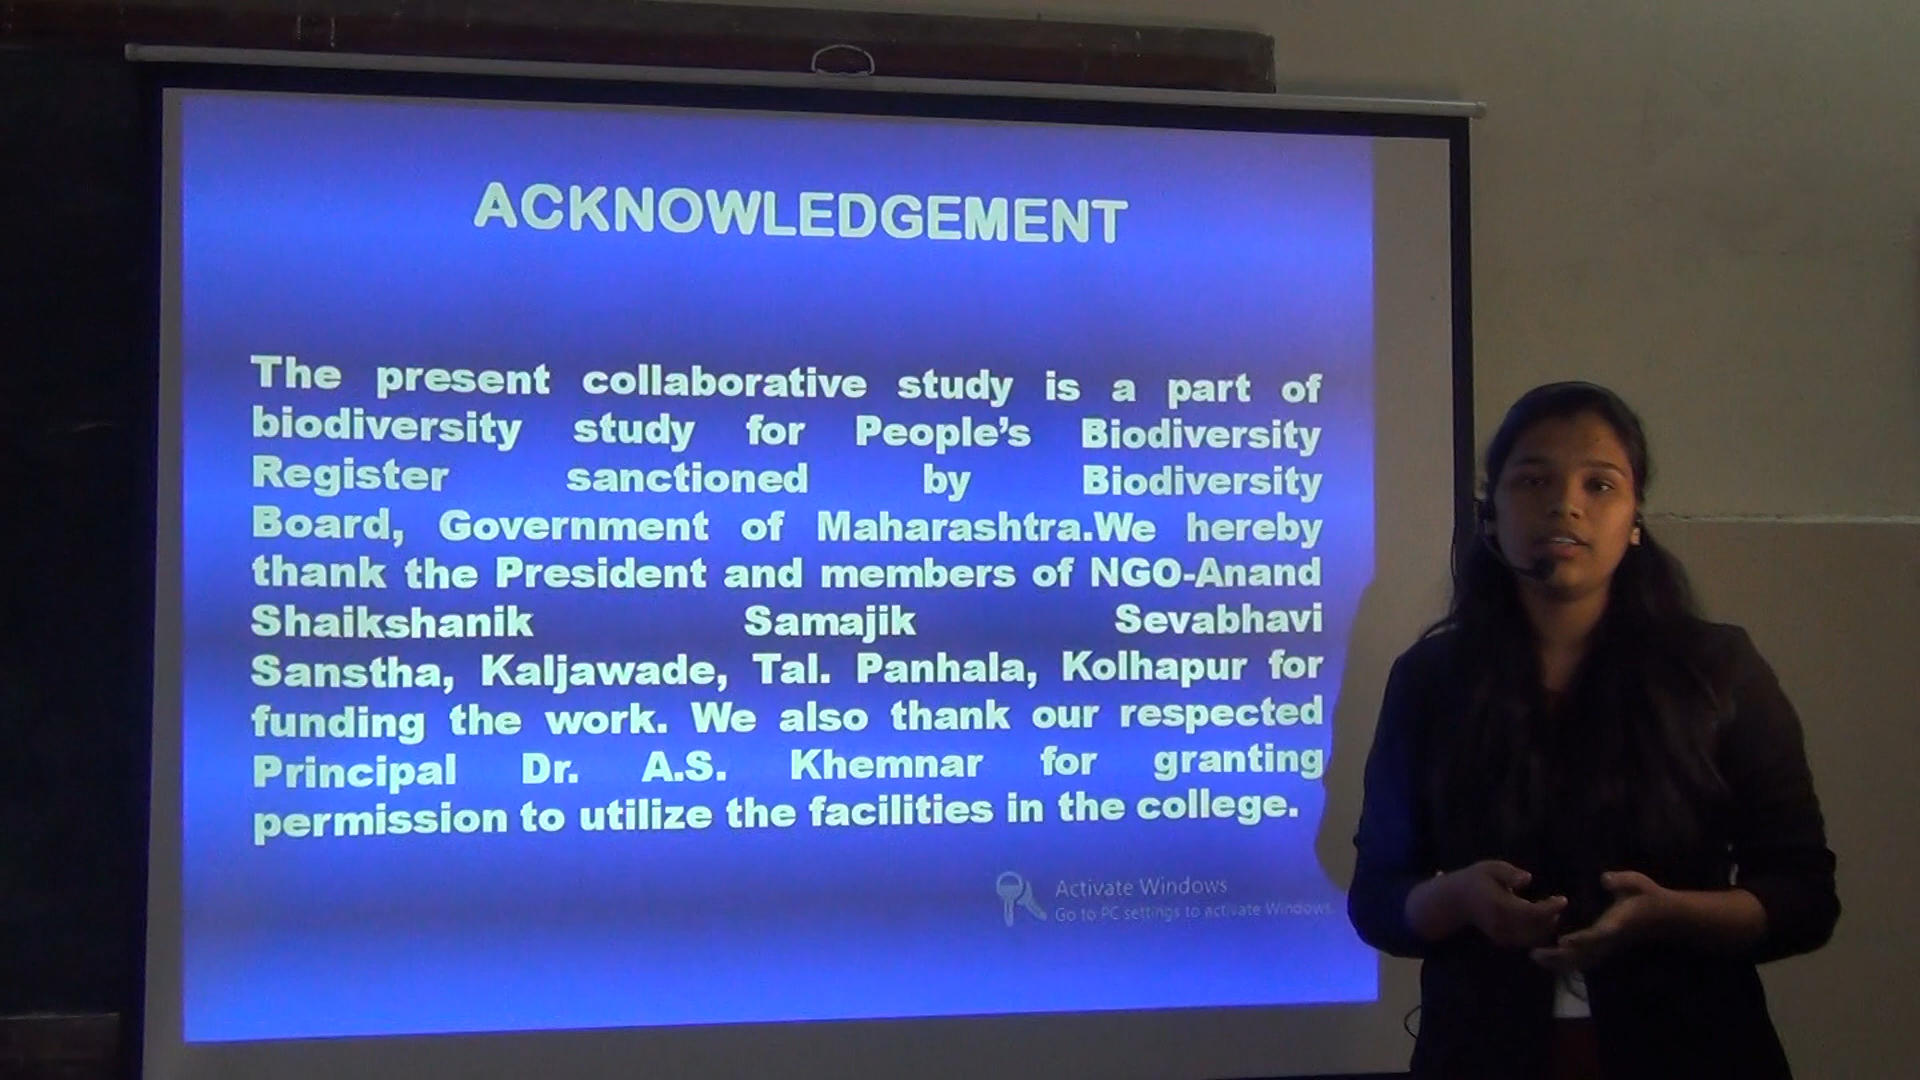 ACKNOWLEDGEMENT
The present collaborative study is a part of
biodiversity study for People’s Biodiversity
Register sanctioned by Biodiversity
Board, Government of Maharashtra.We hereby
thank the President and members of NGO-Anand
Shaikshanik Samajik Sevabhavi
Sanstha, Kaljawade, Tal. Panhala, Kolhapur for
funding the work. We also thank our respected
Principal Dr. A.S. Khemnar for granting
permission to utilize the facilities in the college.
Activate Windows
Go to PC settings to activate Windows.